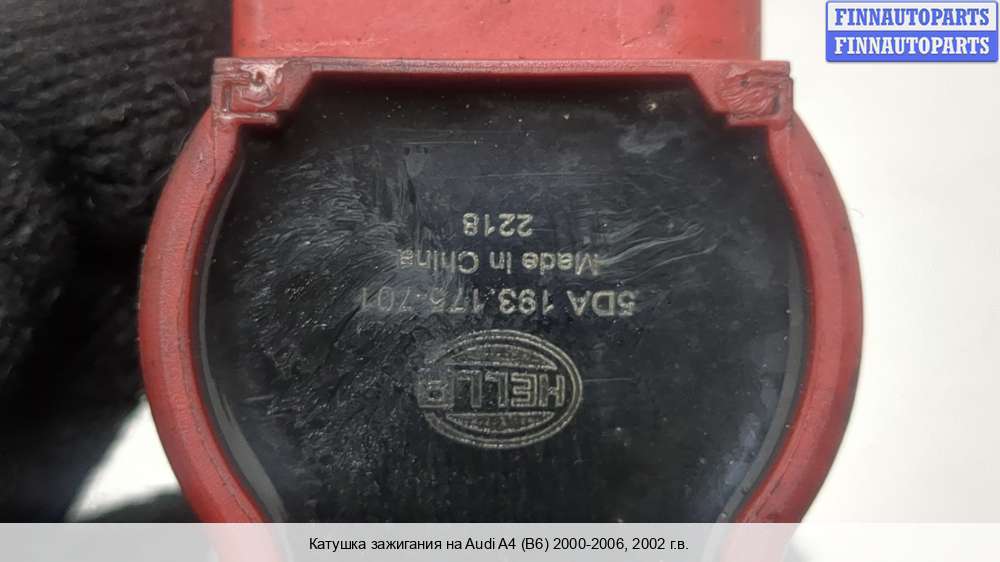 FINNAUTOPARTS
FINNAUTOPARTS
HELLA
5DA 193.175-701
Made in China
2218
Катушка зажигания на Audi A4 (B6) 2000-2006, 2002 г.в.